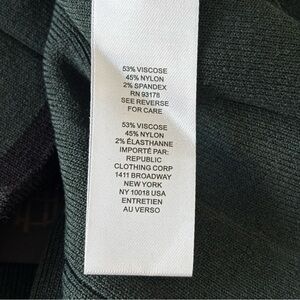 53% VISCOSE
45% NYLON
2% SPANDEX
RN 93178
SEE REVERSE
FOR CARE
53% VISCOSE
45% NYLON
2% ÉLASTHANNE
IMPORTÉ PAR:
REPUBLIC
CLOTHING CORP
1411 BROADWAY
NEW YORK
NY 10018 USA
ENTRETIEN
AU VERSO